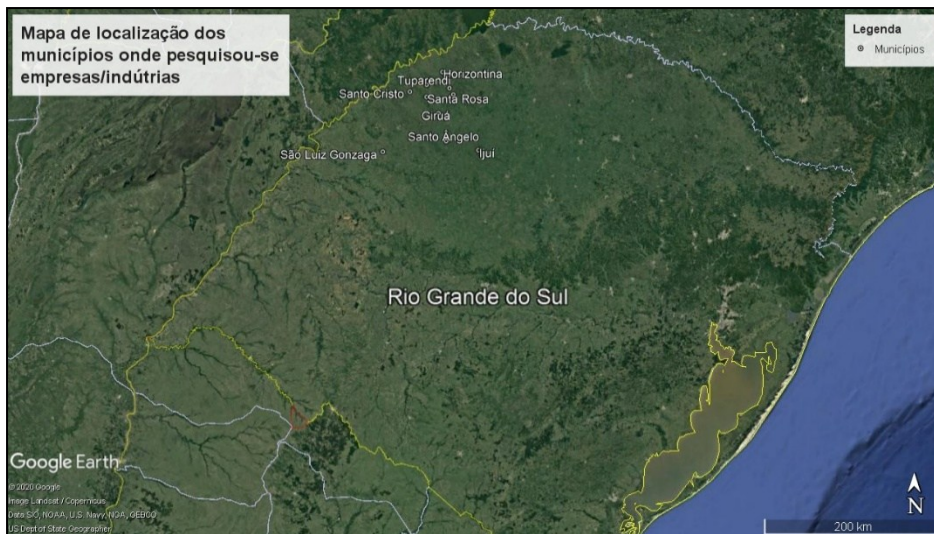 Mapa de localização dos
municípios onde pesquisou-se
empresas/indútrias
Legenda
Municípios
Horizontina
Tuparendi
Santo Cristo
Santa Rosa
Giruá
Santo Ângelo
São Luiz Gonzaga
Ijuí
Rio Grande do Sul
Google Earth
© 2020 Google
Image Landsat / Copernicus
Data SIO, NOAA, U.S. Navy, NGA, GEBCO
US Dept of State Geographer
N
200 km